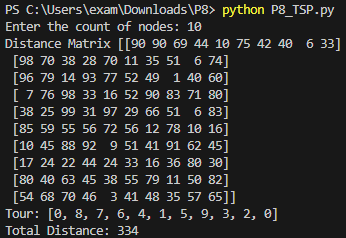 PS C:\Users\exam\Downloads\P8> python P8_TSP.py
Enter the count of nodes: 10
Distance Matrix [[90 90 69 44 10 75 42 40  6 33]
 [98 70 38 28 70 11 35 51  6 74]
 [96 79 14 93 77 52 49  1 40 60]
 [ 7 76 98 33 16 52 90 83 71 80]
 [38 25 99 31 97 29 66 51  6 83]
 [85 59 55 56 72 56 12 78 10 16]
 [10 45 88 92  9 51 41 91 62 45]
 [17 24 22 44 24 33 16 36 80 30]
 [80 40 63 45 38 55 79 11 50 82]
 [54 68 70 46  3 41 48 35 57 65]]
Tour: [0, 8, 7, 6, 4, 1, 5, 9, 3, 2, 0]
Total Distance: 334